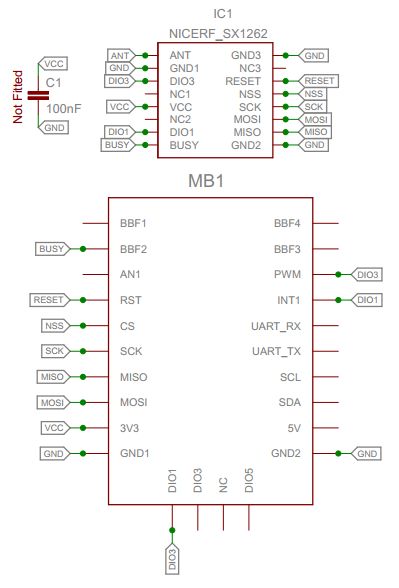 IC1
NICERF_SX1262
ANT ANT GND3 GND
GND GND1 NC3
DIO3 DIO3 RESET RESET
NC1 NSS NSS
VCC VCC SCK SCK
NC2 MOSI MOSI
DIO1 DIO1 MISO MISO
BUSY BUSY GND2 GND
Not Fitted
VCC
C1
100nF
GND
MB1
BBF1 BBF4
BUSY BBF2 BBF3
AN1 PWM DIO3
RESET RST INT1 DIO1
NSS CS UART_RX
SCK SCK UART_TX
MISO MISO SCL
MOSI MOSI SDA
VCC 3V3 5V
GND GND1 GND2 GND
DIO1 DIO3 NC DIO5
DIO3